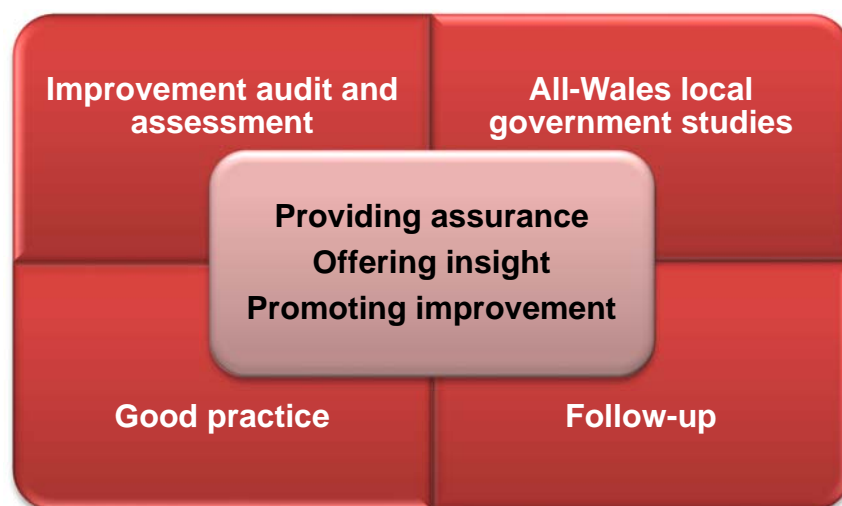 Improvement audit and
assessment
All-Wales local
government studies
Providing assurance
Offering insight
Promoting improvement
Good practice
Follow-up